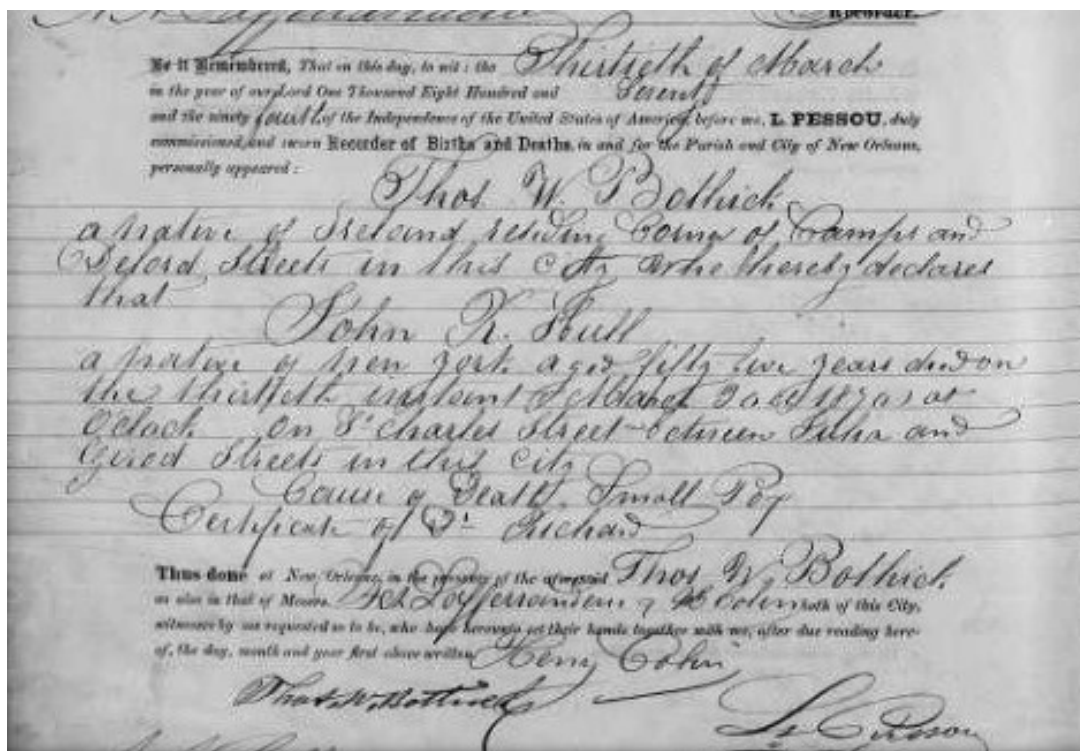 Recorder.
Be it Remembered, That on this day, to wit: the Thirtieth of March
in the year of our Lord One Thousand Eight Hundred and Seventy
and the ninety fourth of the Independence of the United States of America, before me, L. PESSOU, duly
commissioned, and sworn Recorder of Births and Deaths, in and for the Parish and City of New Orleans,
personally appeared:
Thos W. Bothick
a native of Ireland residing Corner of Camps and
Streets in this City who hereby declares
that
John R. Hull
a native of New York aged fifty two years died on
the thirtieth instant March at
Oclock On St Charles Street between Julia and
Girod Streets in this City
Cause of Death, Small Pox
Certificate of Dr Richard
Thus done at New Orleans, in the presence of the aforesaid Thos W. Bothick
as also in that of Messrs. both of this City,
witnesses by me requested so to be, who have hereunto set their hands together with me, after due reading here-
of, the day, month and year first above written. Henry Colin
Thos. W. Bothick
L. Pessou